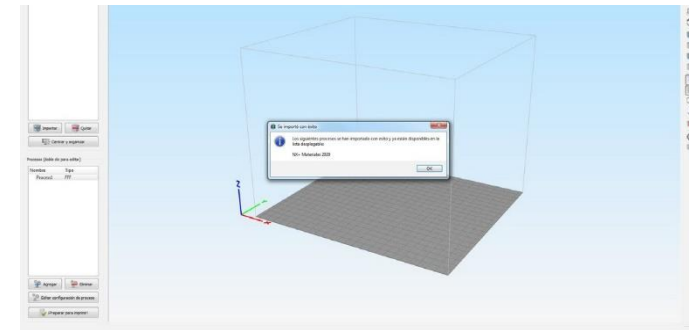 Importar
Quitar
Centrar y organizar
Procesos (doble clic para editar)
Nombre Tipo
Process1 FFF
Agregar
Eliminar
Editar configuración de proceso
¡Preparar para imprimir!
Se importó con éxito
Los siguientes procesos se han importado con éxito y ya están disponibles en la
lista desplegable:
OK
Z